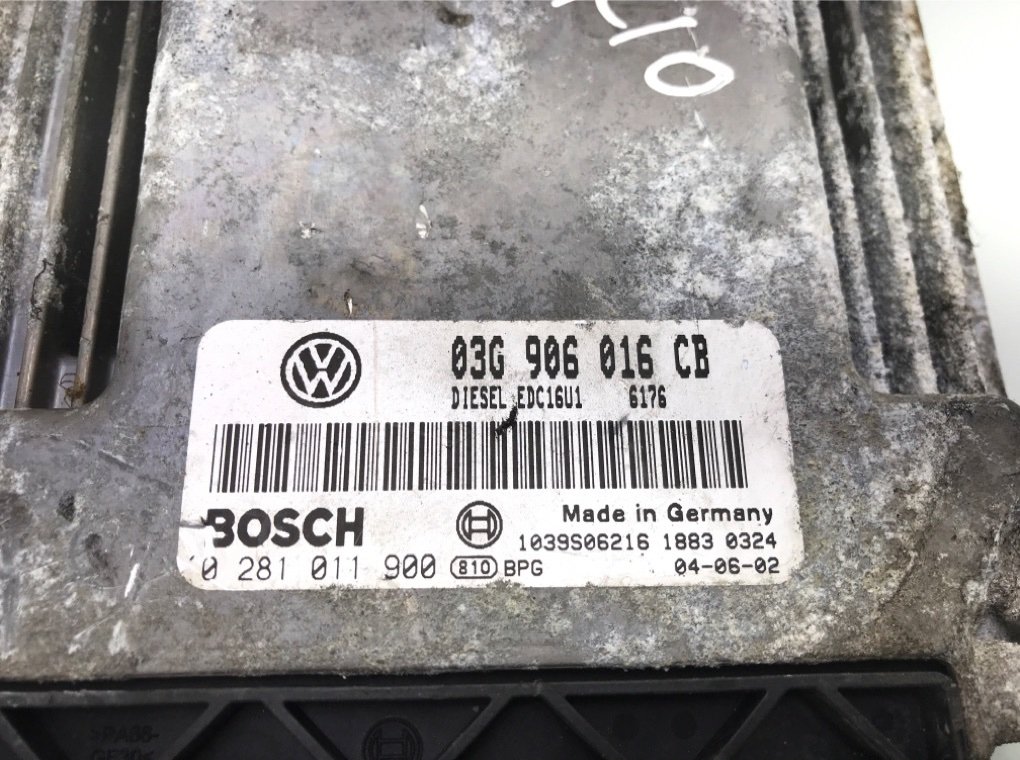 03G 906 016 CB
DIESEL EDC16U1 6176
BOSCH
Made in Germany
1039S06216 1883 0324
0 281 011 900 810 BPG 04-06-02